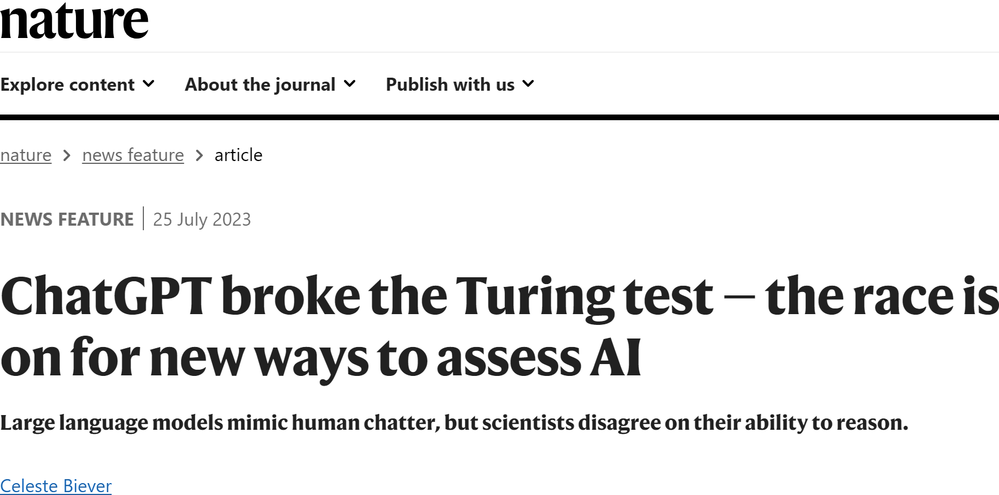 nature
Explore content About the journal Publish with us
nature > news feature > article
NEWS FEATURE | 25 July 2023
ChatGPT broke the Turing test — the race is
on for new ways to assess AI
Large language models mimic human chatter, but scientists disagree on their ability to reason.
Celeste Biever